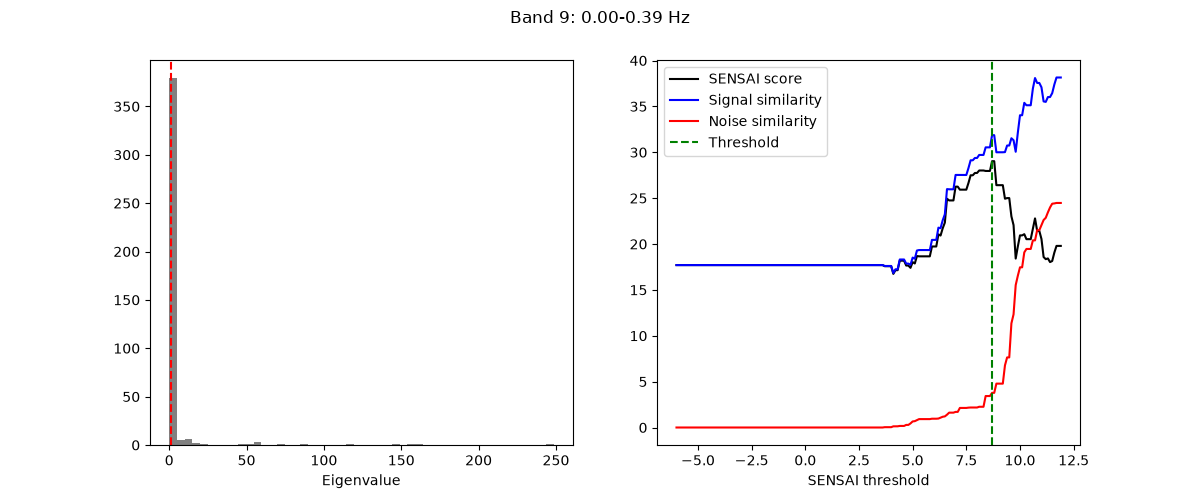 Band 9: 0.00-0.39 Hz
350
300
250
200
150
100
50
0
0 50 100 150 200 250
Eigenvalue
40
35
30
25
20
15
10
5
0
−5.0 −2.5 0.0 2.5 5.0 7.5 10.0 12.5
SENSAI threshold
SENSAI score
Signal similarity
Noise similarity
Threshold